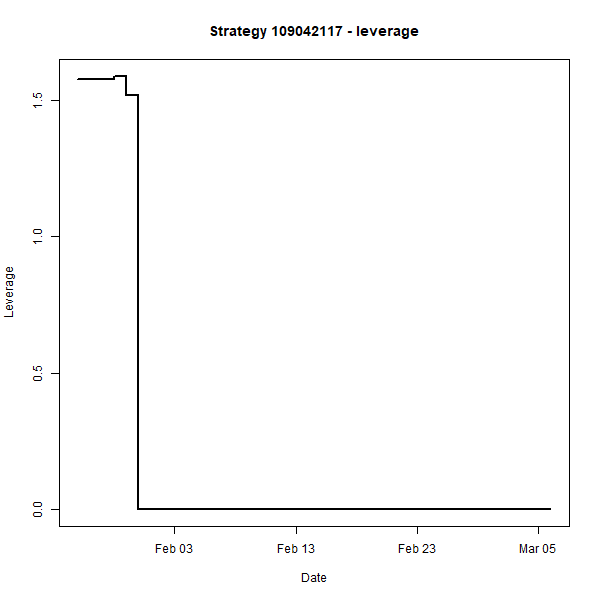 Strategy 109042117 - leverage
Leverage
1.5
1.0
0.5
0.0
Feb 03
Feb 13
Feb 23
Mar 05
Date